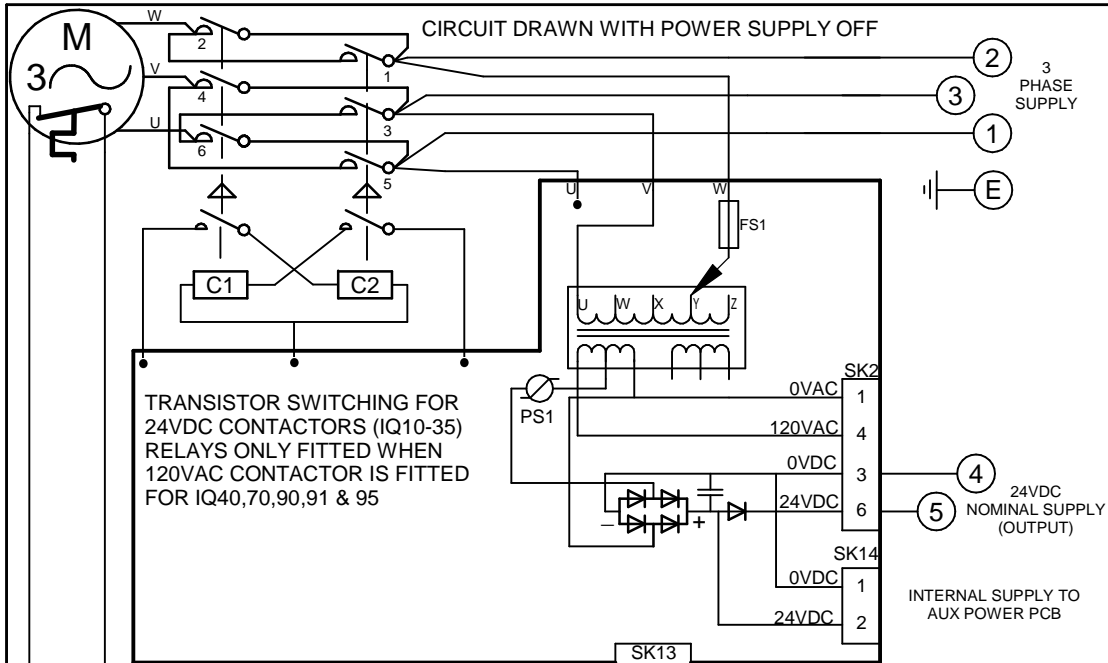 CIRCUIT DRAWN WITH POWER SUPPLY OFF
M
3
W
V
U
2
4
6
1
3
5
2
3
1
E
3
PHASE
SUPPLY
U
V
W
FS1
C1
C2
U
W
X
Y
Z
PS1
TRANSISTOR SWITCHING FOR
24VDC CONTACTORS (IQ10-35)
RELAYS ONLY FITTED WHEN
120VAC CONTACTOR IS FITTED
FOR IQ40,70,90,91 & 95
SK2
0VAC 1
120VAC 4
0VDC 3
24VDC 6
4
5
24VDC
NOMINAL SUPPLY
(OUTPUT)
– +
SK14
0VDC 1
24VDC 2
INTERNAL SUPPLY TO
AUX POWER PCB
SK13